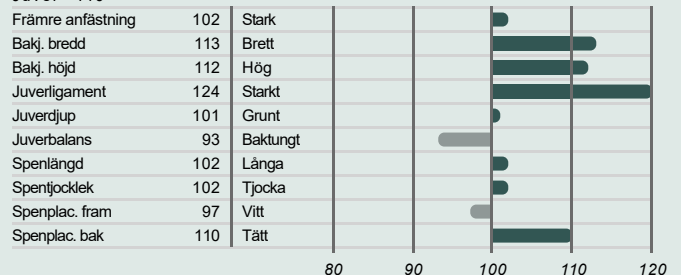 Främre anfästning 102 Stark
Bakj. bredd 113 Brett
Bakj. höjd 112 Hög
Juverligament 124 Starkt
Juverdjup 101 Grunt
Juverbalans 93 Baktungt
Spenlängd 102 Långa
Spentjocklek 102 Tjocka
Spenplac. fram 97 Vitt
Spenplac. bak 110 Tätt
80 90 100 110 120